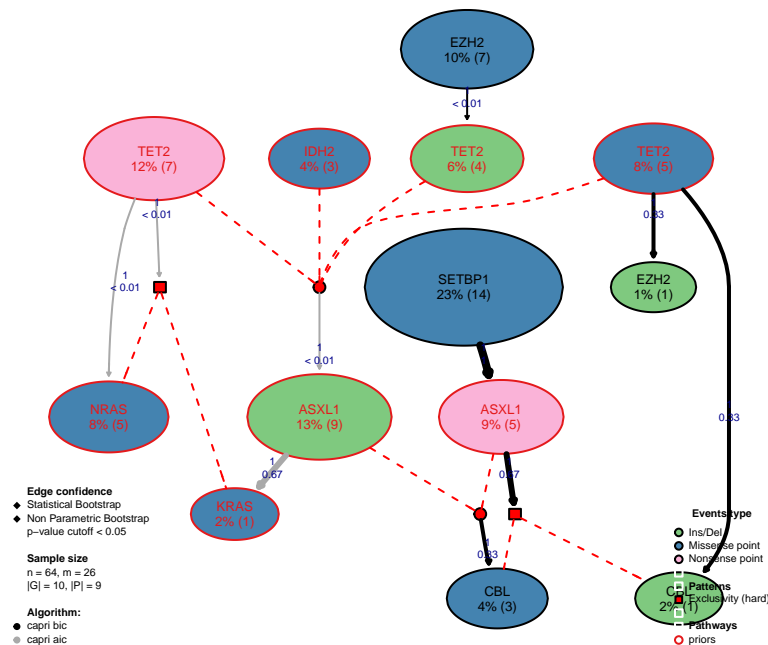 EZH2
10% (7)
< 0.01
TET2
12% (7)
IDH2
4% (3)
TET2
6% (4)
TET2
8% (5)
1
< 0.01
0.33
SETBP1
23% (14)
EZH2
1% (1)
1
< 0.01
1
< 0.01
NRAS
8% (5)
ASXL1
13% (9)
ASXL1
9% (5)
0.33
1
0.67
KRAS
2% (1)
0.67
0.33
CBL
4% (3)
CBL
2% (1)
Edge confidence
Statistical Bootstrap
Non Parametric Bootstrap
p−value cutoff < 0.05
Sample size
n = 64, m = 26
|G| = 10, |P| = 9
Algorithm:
capri bic
capri aic
Events type
Ins/Del
Missense point
Nonsense point
Patterns
Exclusivity (hard)
Pathways
priors